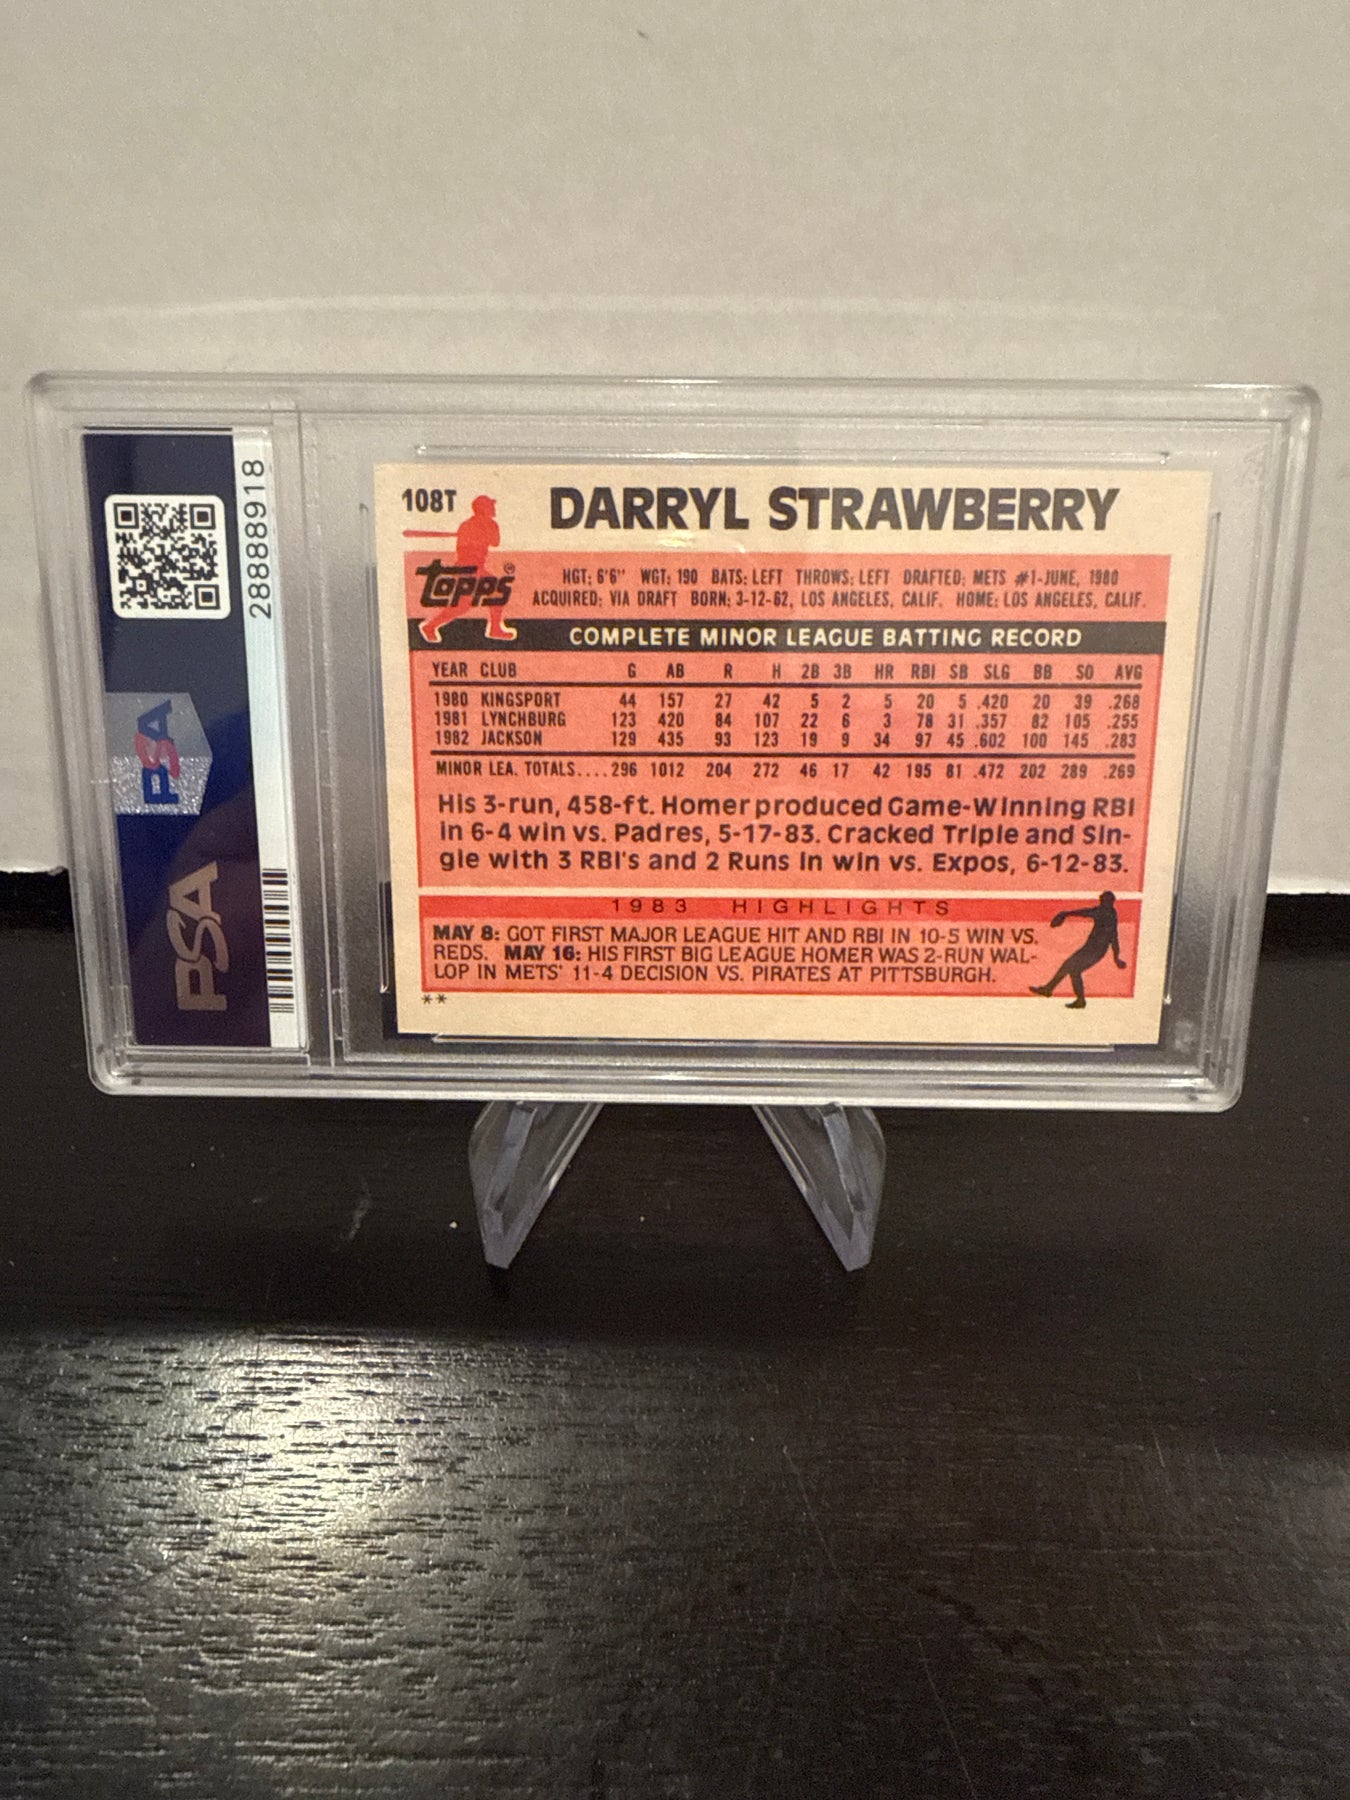 28888918
PSA
PSA
108T
DARRYL STRAWBERRY
Topps®
HGT: 6'6" WGT: 190 BATS: LEFT THROWS: LEFT DRAFTED: METS #1-JUNE, 1980
ACQUIRED: VIA DRAFT BORN: 3-12-62, LOS ANGELES, CALIF. HOME: LOS ANGELES, CALIF.
COMPLETE MINOR LEAGUE BATTING RECORD
YEAR CLUB G AB R H 2B 3B HR RBI SB SLG BB SO AVG
1980 KINGSPORT 44 157 27 42 5 2 5 20 5 .420 20 39 .268
1981 LYNCHBURG 123 420 84 107 22 6 3 78 31 .357 82 105 .255
1982 JACKSON 129 435 93 123 19 9 34 97 45 .602 100 145 .283
MINOR LEA. TOTALS.... 296 1012 204 272 46 17 42 195 81 .472 202 289 .269
His 3-run, 458-ft. Homer produced Game-Winning RBI
in 6-4 win vs. Padres, 5-17-83. Cracked Triple and Sin-
gle with 3 RBI's and 2 Runs in win vs. Expos, 6-12-83.
1983 HIGHLIGHTS
MAY 8: GOT FIRST MAJOR LEAGUE HIT AND RBI IN 10-5 WIN VS.
REDS. MAY 16: HIS FIRST BIG LEAGUE HOMER WAS 2-RUN WAL-
LOP IN METS' 11-4 DECISION VS. PIRATES AT PITTSBURGH.
**